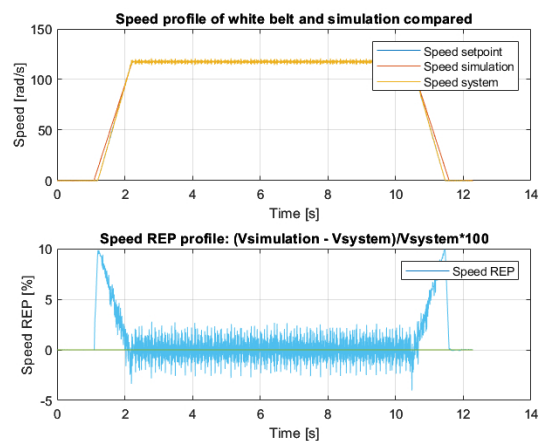 Speed profile of white belt and simulation compared
150
100
50
0
Speed [rad/s]
Speed setpoint
Speed simulation
Speed system
0 2 4 6 8 10 12 14
Time [s]
Speed REP profile: (Vsimulation - Vsystem)/Vsystem*100
10
5
0
-5
Speed REP [%]
Speed REP
0 2 4 6 8 10 12 14
Time [s]